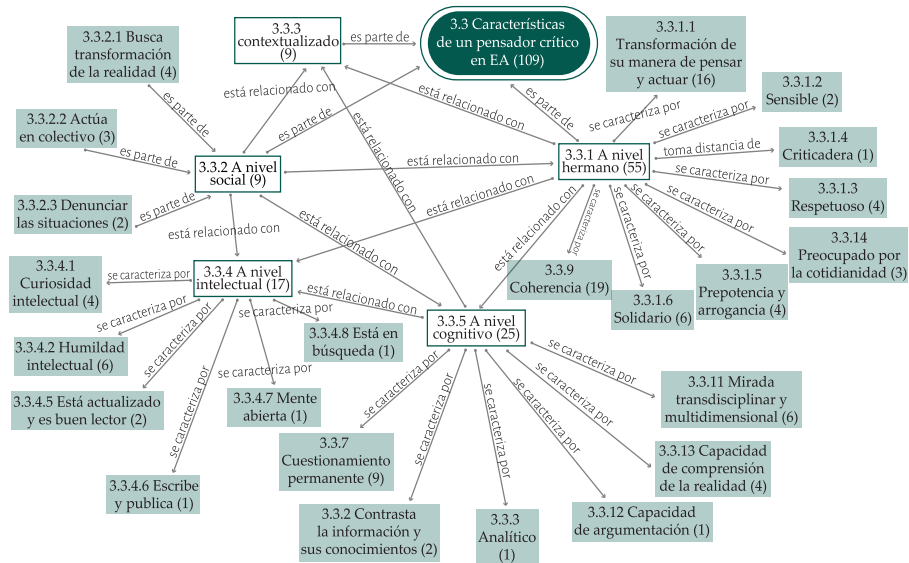 3.3 Características
de un pensador crítico
en EA (109)
3.3.3
contextualizado
(9)
es parte de
3.3.2.1 Busca
transformación
de la realidad (4)
es parte de
3.3.2.2 Actúa
en colectivo (3)
es parte de
3.3.2.3 Denunciar
las situaciones (2)
es parte de
3.3.2 A nivel
social (9)
está relacionado con
es parte de
está relacionado con
está relacionado con
está relacionado con
está relacionado con
está relacionado con
es parte de
3.3.1 A nivel
hermano (55)
3.3.1.1
Transformación de
su manera de pensar
y actuar (16)
se caracteriza por
3.3.1.2
Sensible (2)
se caracteriza por
3.3.1.4
Criticadera (1)
toma distancia de
3.3.1.3
Respetuoso (4)
se caracteriza por
3.3.14
Preocupado por
la cotidianidad (3)
se caracteriza por
3.3.1.5
Prepotencia y
arrogancia (4)
se caracteriza por
3.3.1.6
Solidario (6)
se caracteriza por
3.3.9
Coherencia (19)
se caracteriza
por
está relacionado con
está relacionado con
3.3.4 A nivel
intelectual (17)
está relacionado con
3.3.4.1
Curiosidad
intelectual (4)
se caracteriza por
3.3.4.2 Humildad
intelectual (6)
se caracteriza por
3.3.4.5 Está actualizado
y es buen lector (2)
se caracteriza por
3.3.4.6 Escribe
y publica (1)
se caracteriza por
3.3.4.7 Mente
abierta (1)
se caracteriza por
3.3.4.8 Está en
búsqueda (1)
se caracteriza por
3.3.5 A nivel
cognitivo (25)
3.3.7
Cuestionamiento
permanente (9)
se caracteriza por
3.3.2 Contrasta
la información y
sus conocimientos (2)
se caracteriza por
3.3.3
Analítico
(1)
se caracteriza por
3.3.12 Capacidad
de argumentación (1)
se caracteriza por
3.3.13 Capacidad
de comprensión
de la realidad (4)
se caracteriza por
3.3.11 Mirada
transdisciplinar y
multidimensional (6)
se caracteriza por